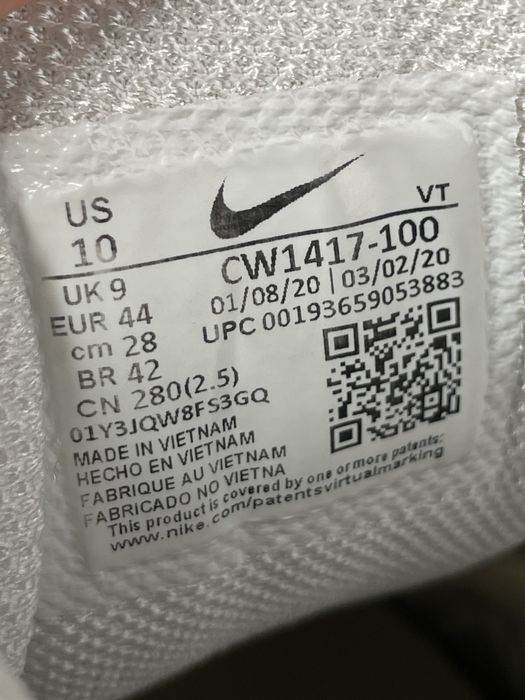 US
10
VT
UK 9
EUR 44
cm 28
BR 42
CN 280(2.5)
CW1417-100
01/08/20 | 03/02/20
UPC 00193659053883
01Y3JQW8FS3GQ
MADE IN VIETNAM
HECHO EN VIETNAM
FABRIQUE AU VIETNAM
FABRICADO NO VIETNA
This product is covered by one or more patents:
www.nike.com/patentsvirtualmarking